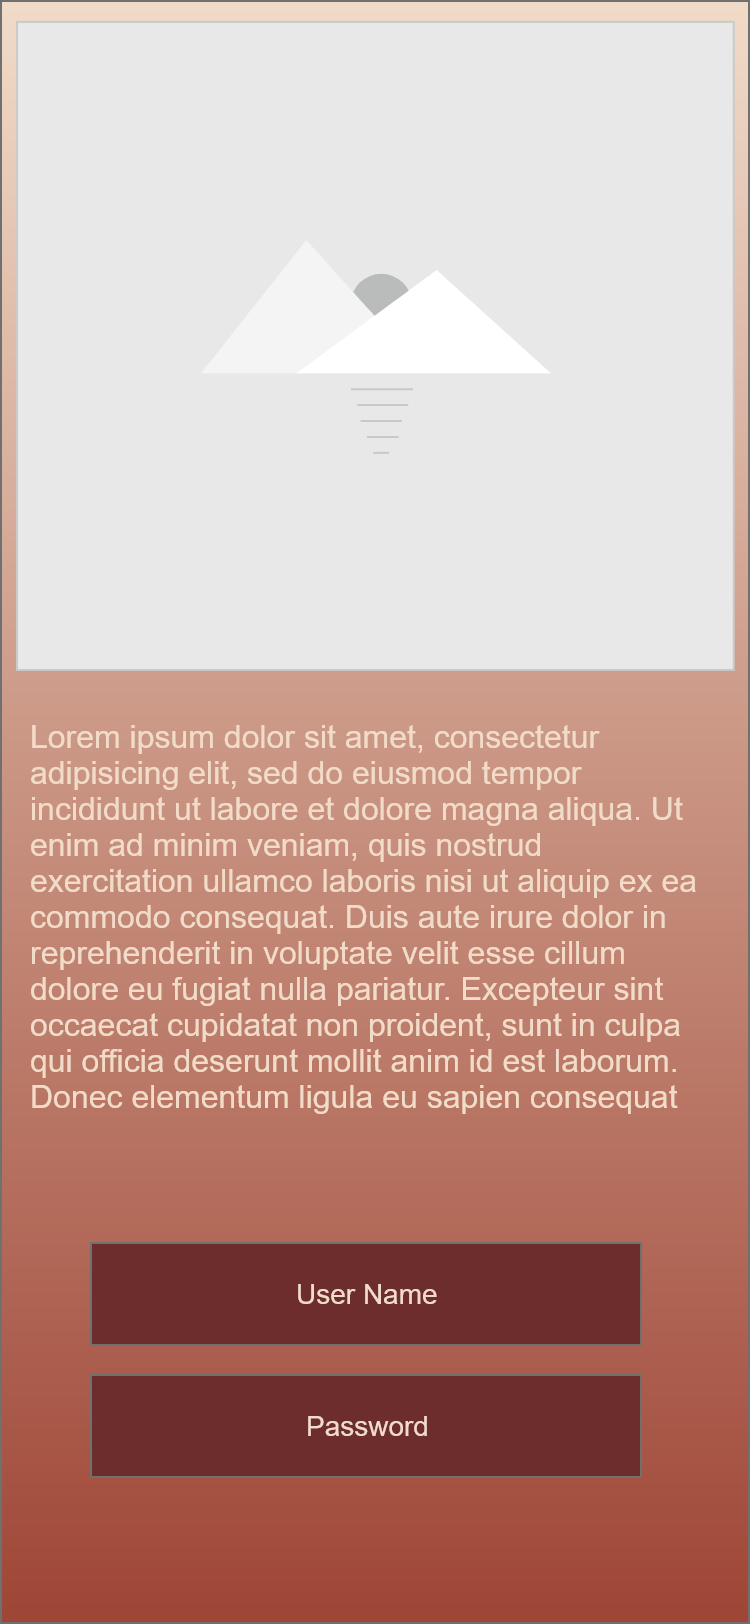 Lorem ipsum dolor sit amet, consectetur
adipisicing elit, sed do eiusmod tempor
incididunt ut labore et dolore magna aliqua. Ut
enim ad minim veniam, quis nostrud
exercitation ullamco laboris nisi ut aliquip ex ea
commodo consequat. Duis aute irure dolor in
reprehenderit in voluptate velit esse cillum
dolore eu fugiat nulla pariatur. Excepteur sint
occaecat cupidatat non proident, sunt in culpa
qui officia deserunt mollit anim id est laborum.
Donec elementum ligula eu sapien consequat
User Name
Password